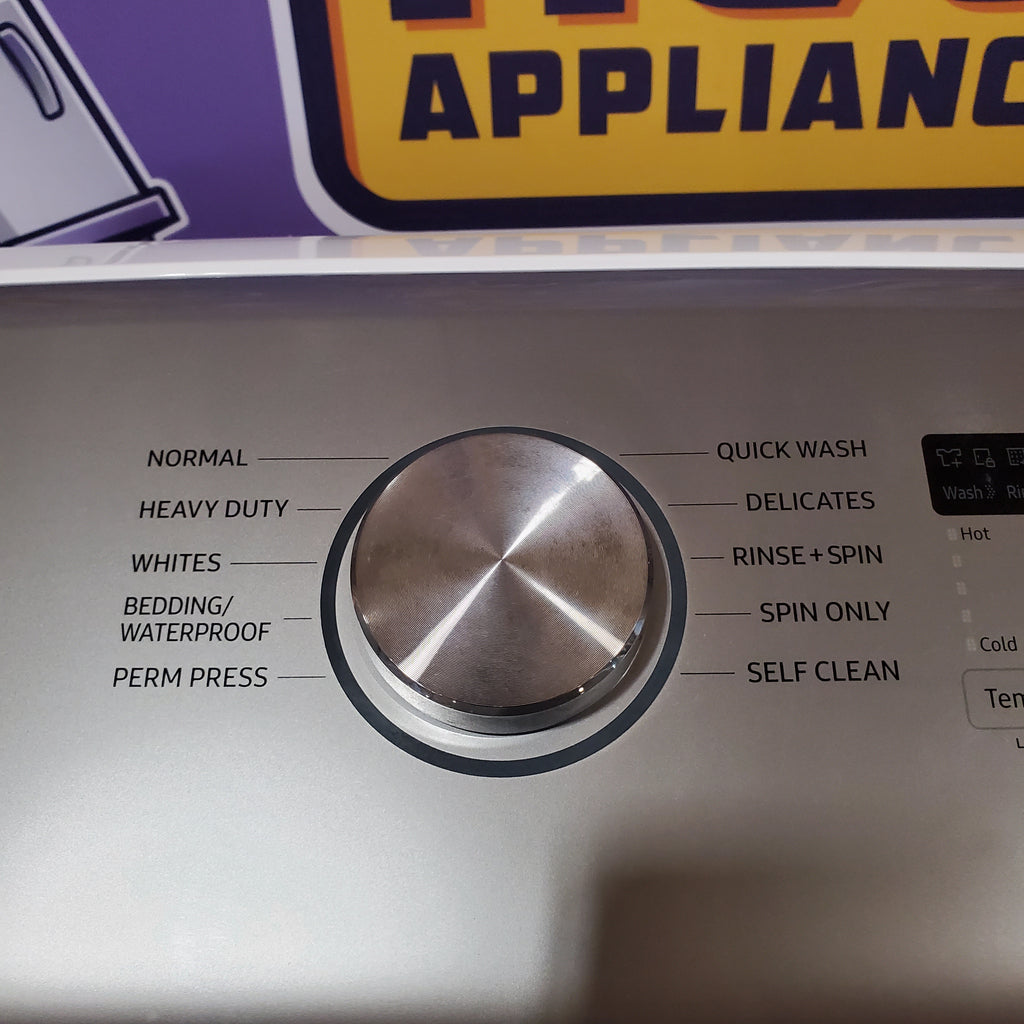 APPLIANC
NORMAL
HEAVY DUTY
WHITES
BEDDING/
WATERPROOF
PERM PRESS
QUICK WASH
DELICATES
RINSE+SPIN
SPIN ONLY
SELF CLEAN
Wash
Hot
Cold